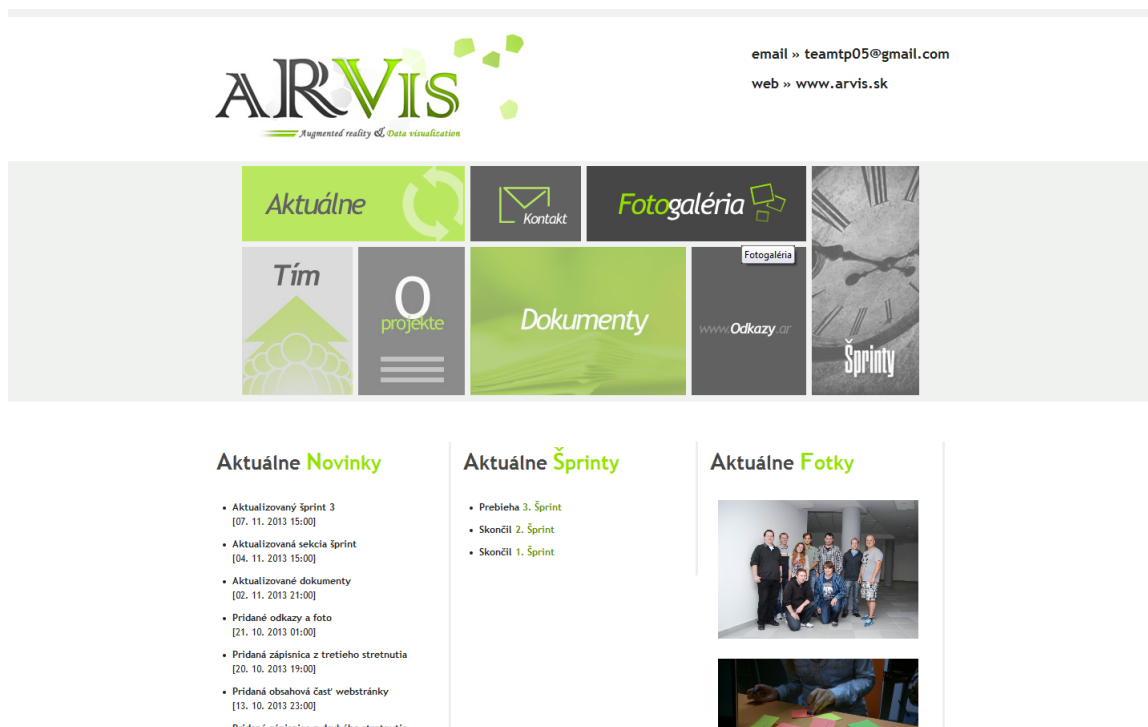 email » teamtp05@gmail.com
web » www.arvis.sk
ARVIS
Augmented reality & Data visualization
Aktuálne
Kontakt
Fotogaléria
Fotogaléria
Tím
O
projekte
Dokumenty
www.Odkazy.ar
Šprinty
Aktuálne Novinky
Aktualizovaný šprint 3
[07. 11. 2013 15:00]
Aktualizovaná sekcia šprint
[04. 11. 2013 15:00]
Aktualizované dokumenty
[02. 11. 2013 21:00]
Pridané odkazy a foto
[21. 10. 2013 01:00]
Pridaná zápisnica z tretieho stretnutia
[20. 10. 2013 19:00]
Pridaná obsahová časť webstránky
[13. 10. 2013 23:00]
Aktuálne Šprinty
Prebieha 3. Šprint
Skončil 2. Šprint
Skončil 1. Šprint
Aktuálne Fotky